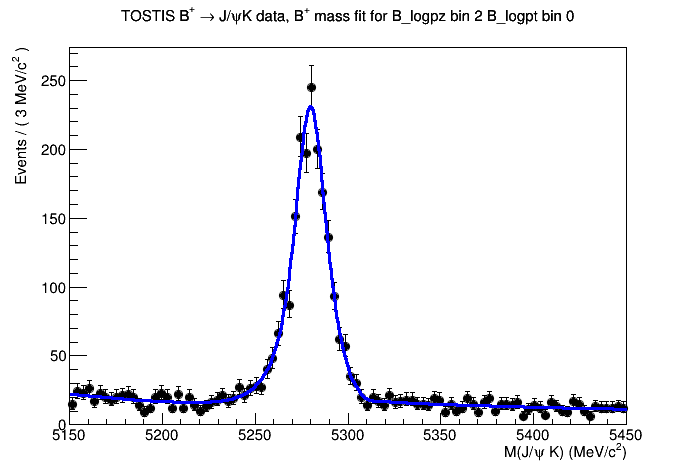 TOSTIS B⁺ → J/ψK data, B⁺ mass fit for B_logpz bin 2 B_logpt bin 0
Events / ( 3 MeV/c² )
250
200
150
100
50
0
5150 5200 5250 5300 5350 5400 5450
M(J/ψ K) (MeV/c²)